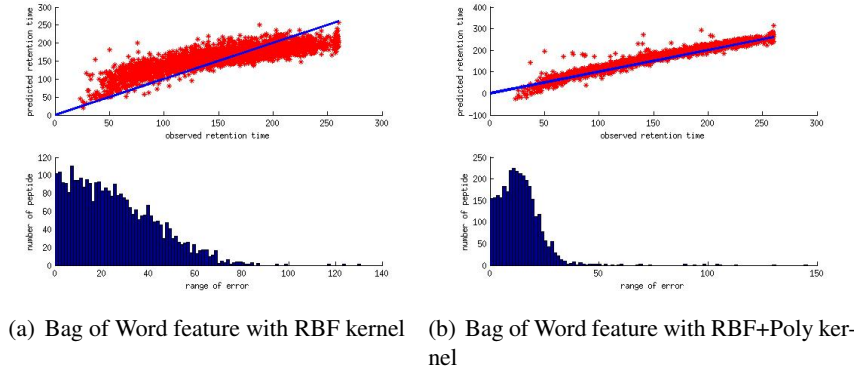 predicted retention time
300
250
200
150
100
50
0
0 50 100 150 200 250 300
observed retention time
number of peptide
120
100
80
60
40
20
0
0 20 40 60 80 100 120 140
range of error
(a) Bag of Word feature with RBF kernel
predicted retention time
400
300
200
100
0
-100
0 50 100 150 200 250 300
observed retention time
number of peptide
250
200
150
100
50
0
0 50 100 150
range of error
(b) Bag of Word feature with RBF+Poly ker-
nel